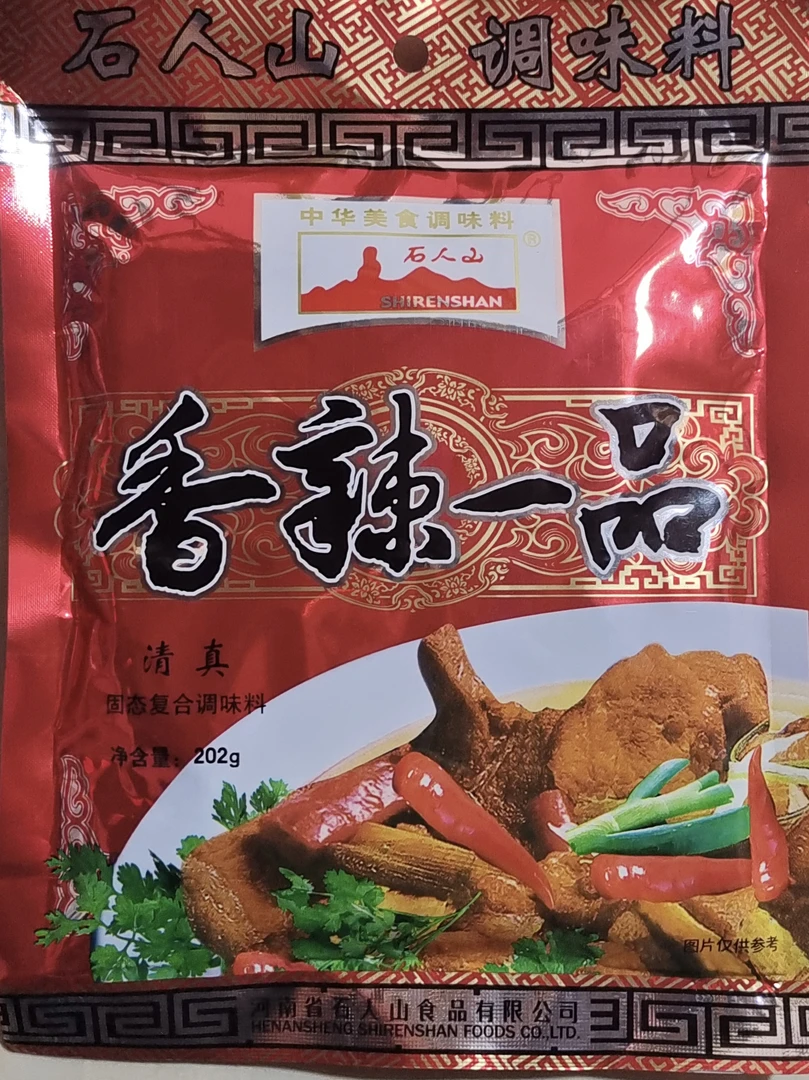 石人山 调味料
中华美食调味料
®
石人山
SHIRENSHAN
香辣一品
清真
固态复合调味料
净含量：202g
图片仅供参考
河南省石人山食品有限公司
HENANSHENG SHIRENSHAN FOODS CO.,LTD.